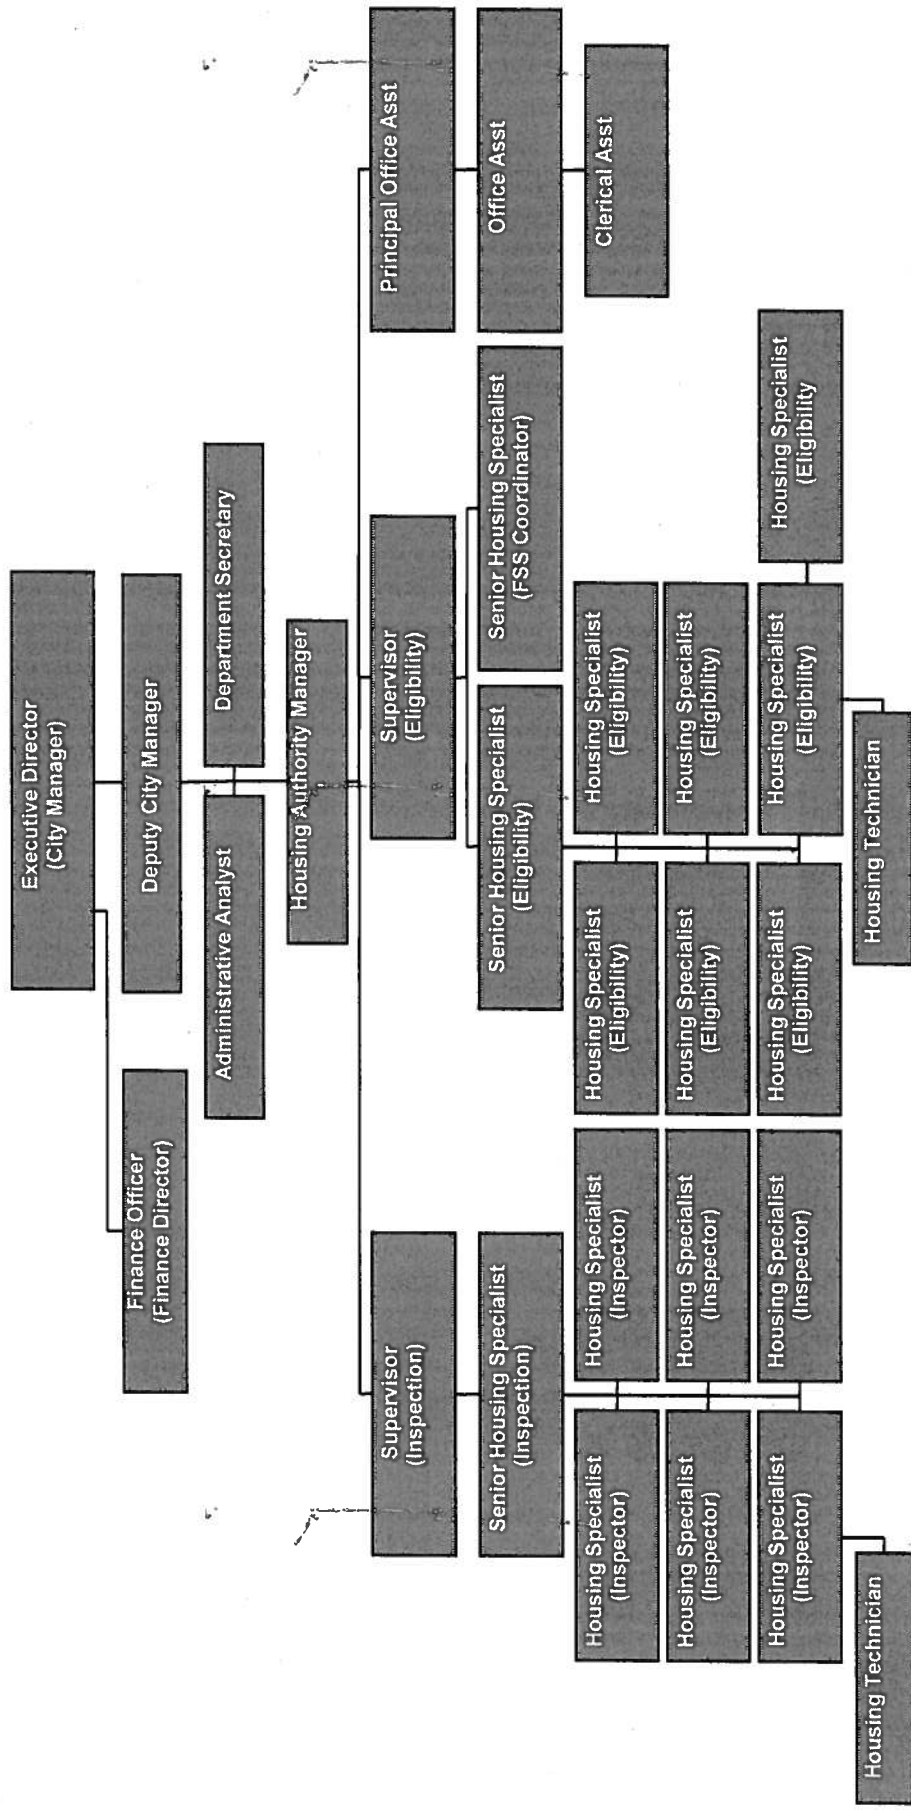 Executive Director
(City Manager)
Finance Officer
(Finance Director)
Deputy City Manager
Administrative Analyst
Department Secretary
Housing Authority Manager
Supervisor
(Inspection)
Supervisor
(Eligibility)
Principal Office Asst
Senior Housing Specialist
(Inspection)
Senior Housing Specialist
(Eligibility)
Senior Housing Specialist
(FSS Coordinator)
Office Asst
Housing Specialist
(Inspector)
Housing Specialist
(Inspector)
Housing Specialist
(Eligibility)
Housing Specialist
(Eligibility)
Clerical Asst
Housing Specialist
(Inspector)
Housing Specialist
(Inspector)
Housing Specialist
(Eligibility)
Housing Specialist
(Eligibility)
Housing Specialist
(Inspector)
Housing Specialist
(Inspector)
Housing Specialist
(Eligibility)
Housing Specialist
(Eligibility)
Housing Specialist
(Eligibility
Housing Technician
Housing Technician